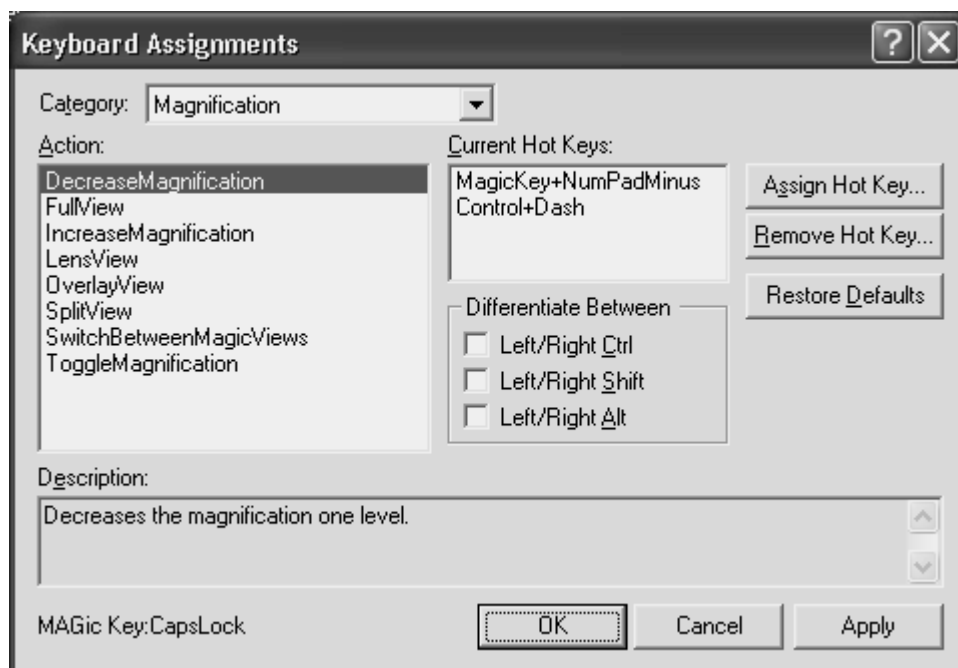 Keyboard Assignments
Category: Magnification
Action:
DecreaseMagnification
FullView
IncreaseMagnification
LensView
OverlayView
SplitView
SwitchBetweenMagicViews
ToggleMagnification
Current Hot Keys:
MagicKey+NumPadMinus
Control+Dash
Assign Hot Key...
Remove Hot Key...
Restore Defaults
Differentiate Between
Left/Right Ctrl
Left/Right Shift
Left/Right Alt
Description:
Decreases the magnification one level.
MAGic Key:CapsLock
OK
Cancel
Apply